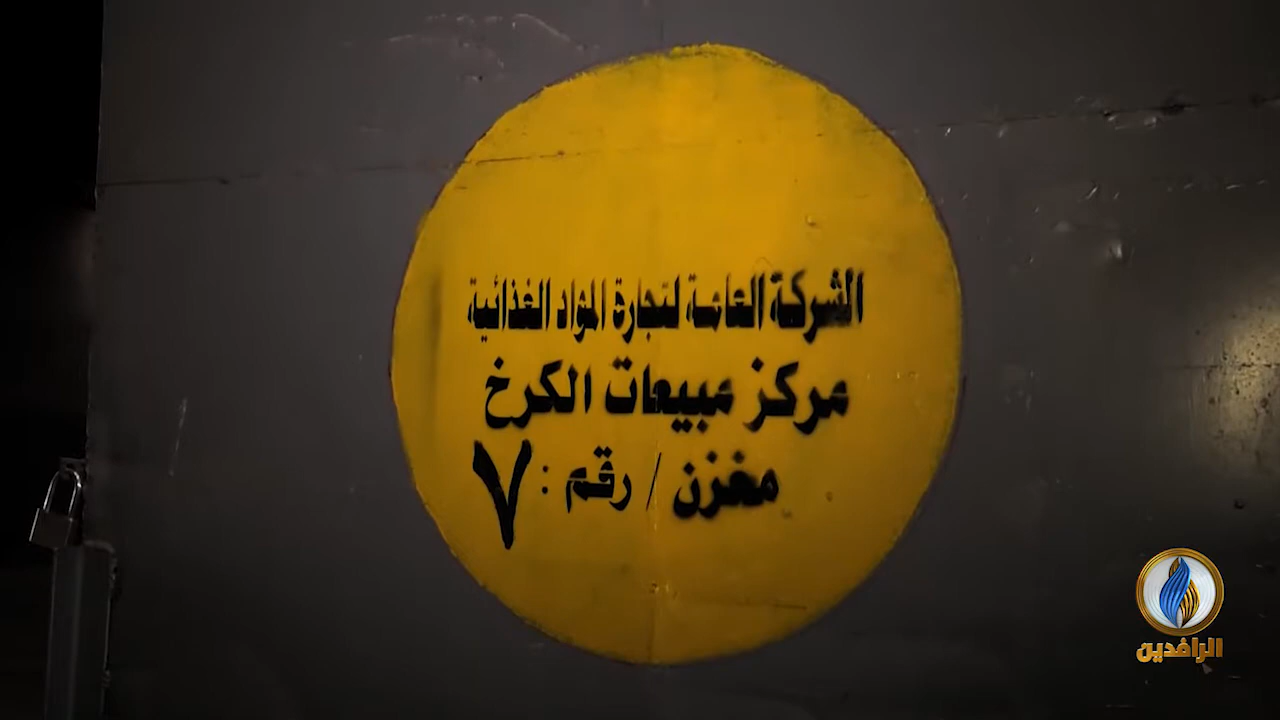 الشركة العامة لتجارة المواد الغذائية
مركز مبيعات الكرخ
مخزن / رقم : ٧
الرافدين